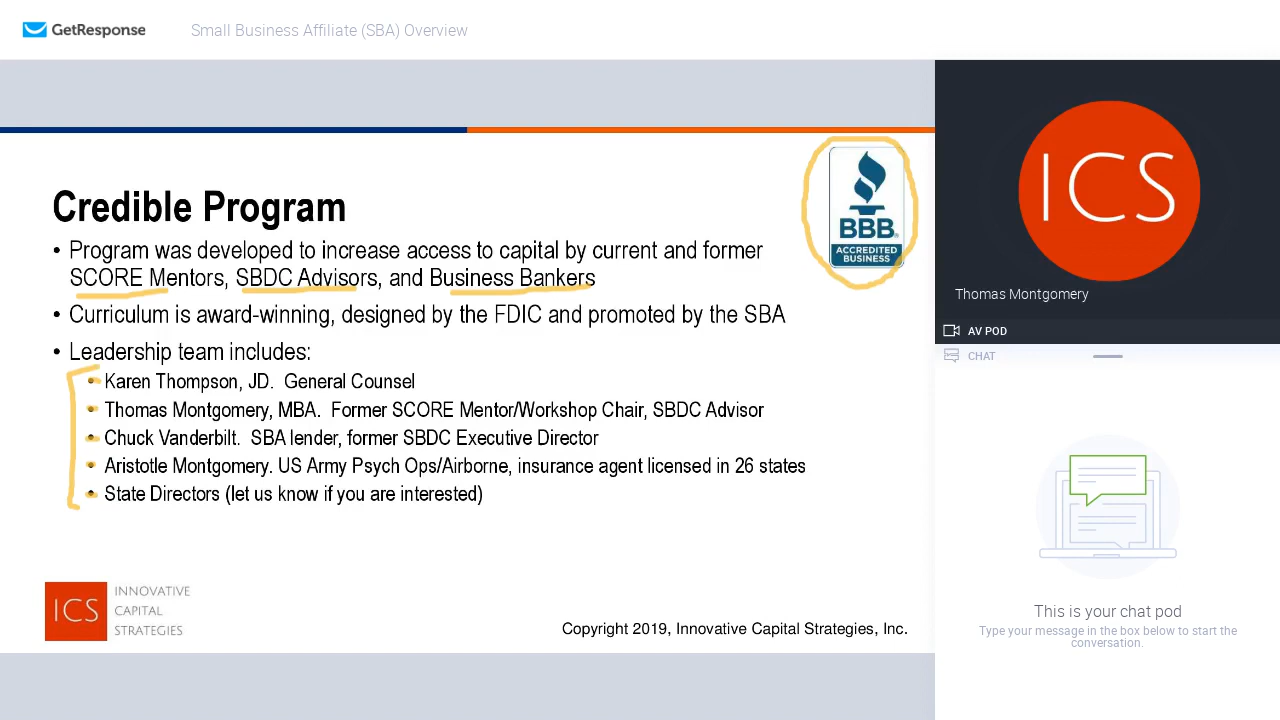 GetResponse
Small Business Affiliate (SBA) Overview
BBB®
ACCREDITED
BUSINESS
Credible Program
• Program was developed to increase access to capital by current and former
SCORE Mentors, SBDC Advisors, and Business Bankers
• Curriculum is award-winning, designed by the FDIC and promoted by the SBA
• Leadership team includes:
• Karen Thompson, JD. General Counsel
• Thomas Montgomery, MBA. Former SCORE Mentor/Workshop Chair, SBDC Advisor
• Chuck Vanderbilt. SBA lender, former SBDC Executive Director
• Aristotle Montgomery. US Army Psych Ops/Airborne, insurance agent licensed in 26 states
• State Directors (let us know if you are interested)
ICS
INNOVATIVE
CAPITAL
STRATEGIES
Copyright 2019, Innovative Capital Strategies, Inc.
ICS
Thomas Montgomery
AV POD
CHAT
This is your chat pod
Type your message in the box below to start the
conversation.